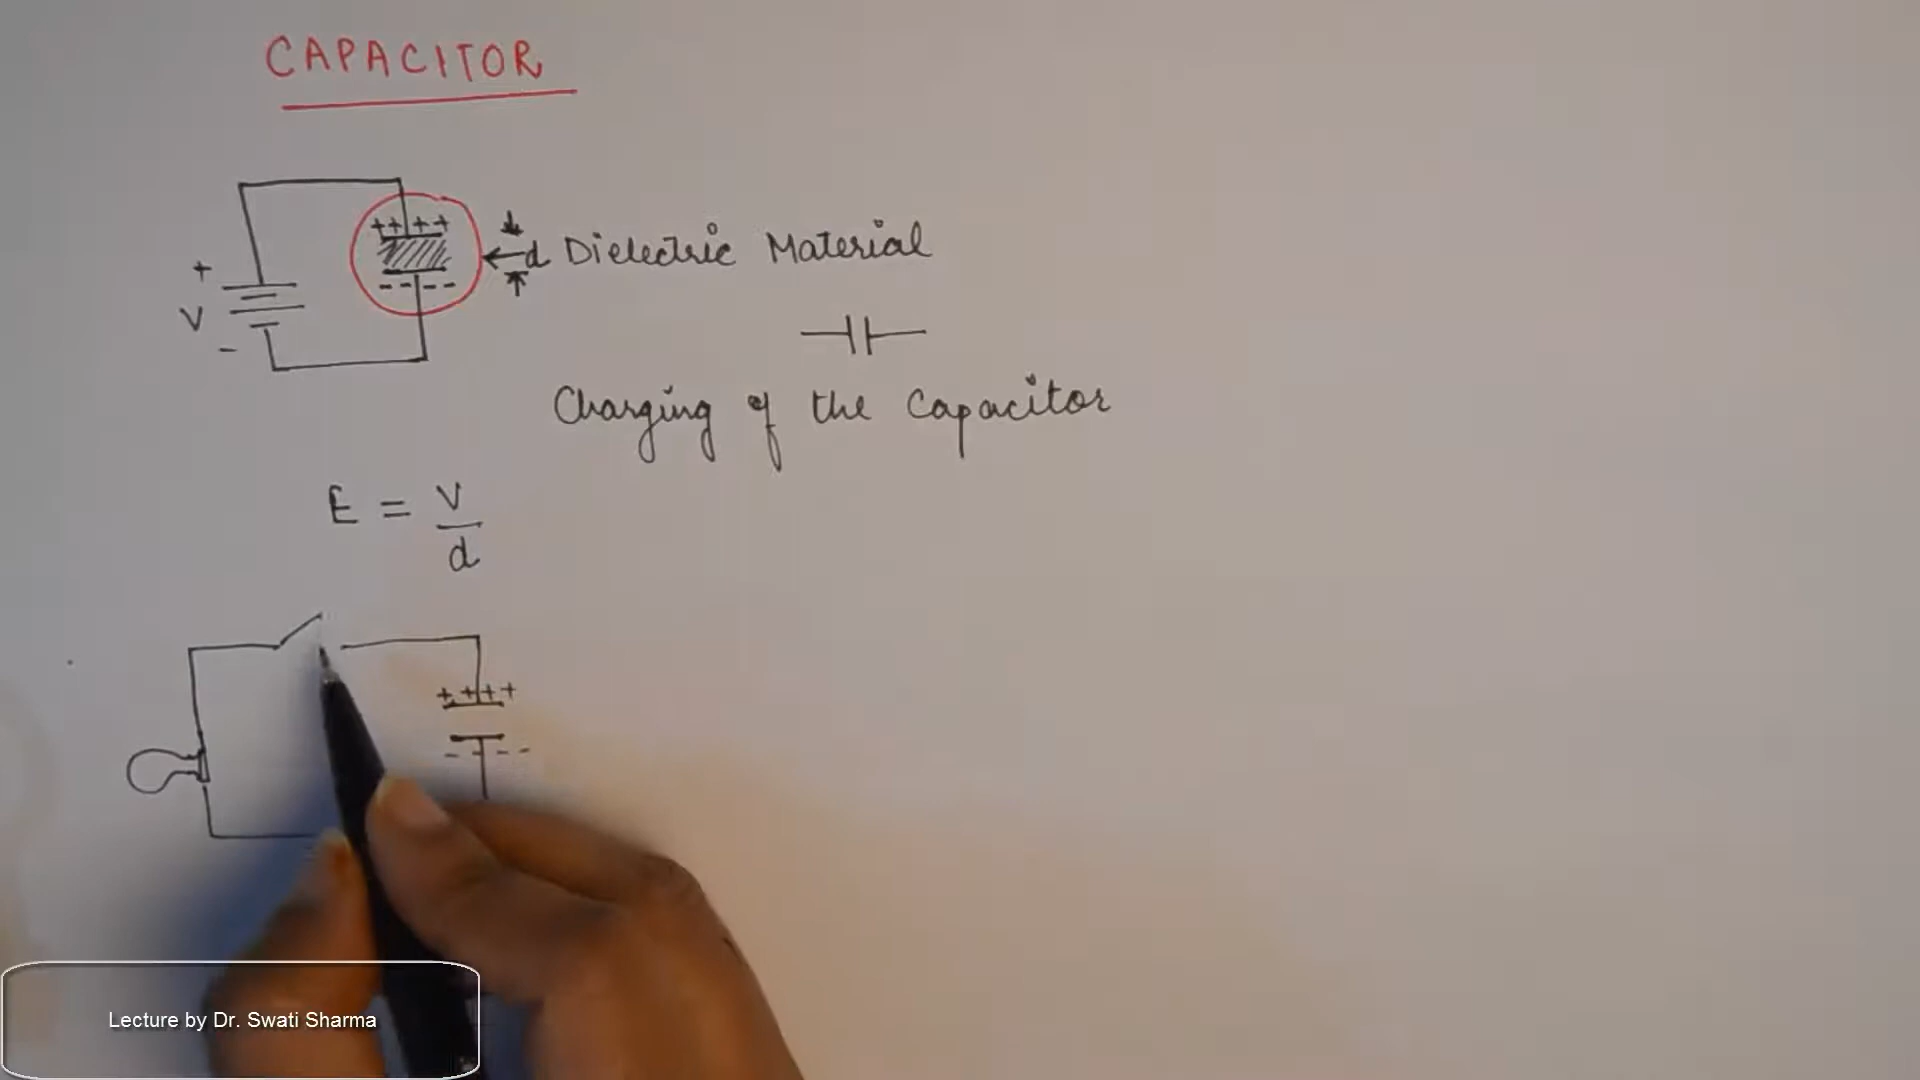 CAPACITOR
++++
+
d Dielectric Material
----
V
-
Charging of the Capacitor
E = V
d
++++
----
Lecture by Dr. Swati Sharma